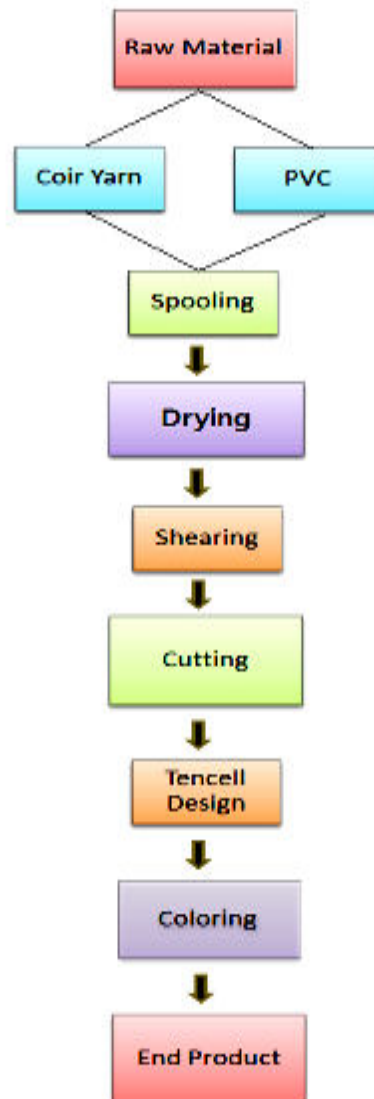 Raw Material
Coir Yarn
PVC
Spooling
Drying
Shearing
Cutting
Tencell
Design
Coloring
End Product